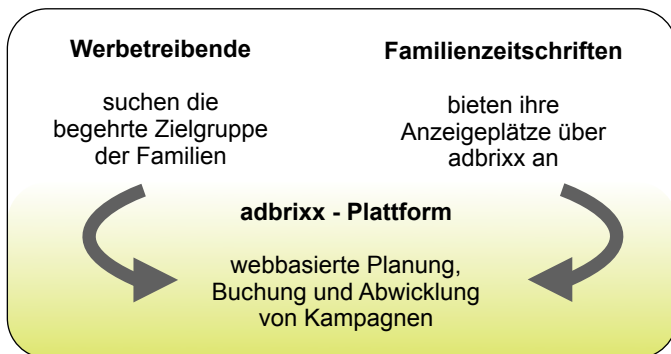 Werbetreibende
suchen die
begehrte Zielgruppe
der Familien
Familienzeitschriften
bieten ihre
Anzeigeplätze über
adbrixx an
adbrixx - Plattform
webbasierte Planung,
Buchung und Abwicklung
von Kampagnen